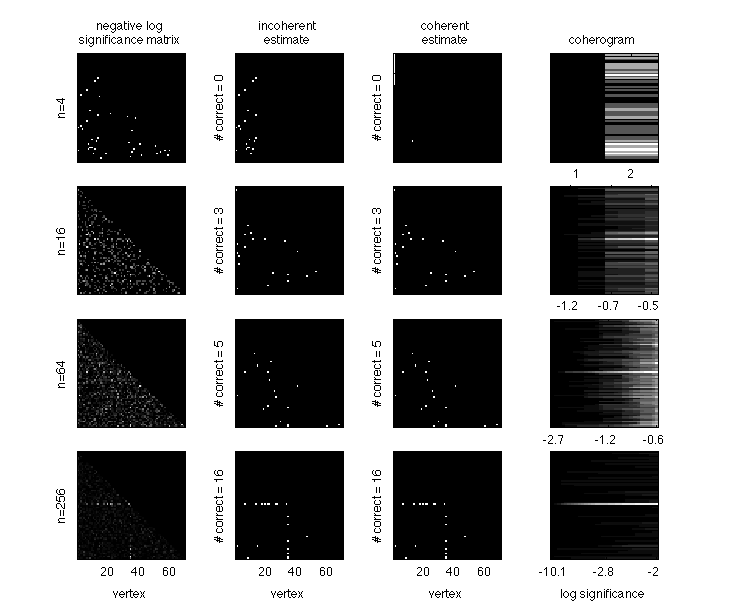 negative log
significance matrix
incoherent
estimate
coherent
estimate
coherogram
n=4
# correct = 0
# correct = 0
1 2
n=16
# correct = 3
# correct = 3
-1.2 -0.7 -0.5
n=64
# correct = 5
# correct = 5
-2.7 -1.2 -0.6
n=256
# correct = 16
# correct = 16
20 40 60
20 40 60
20 40 60
-10.1 -2.8 -2
vertex
vertex
vertex
log significance